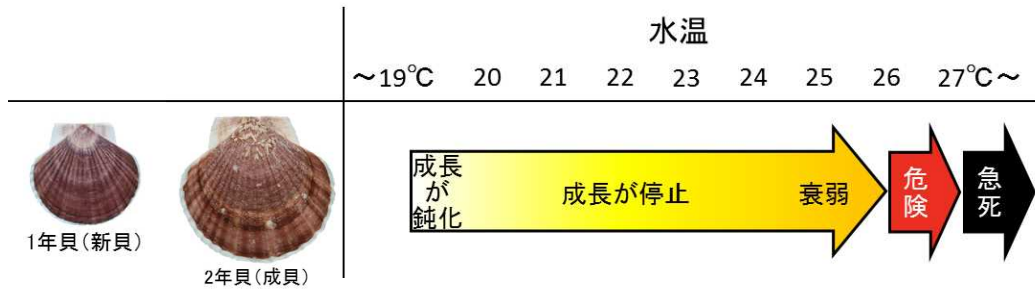 水温
～19℃ 20 21 22 23 24 25 26 27℃～
成長が鈍化
成長が停止
衰弱
危険
急死
1年貝（新貝）
2年貝（成貝）